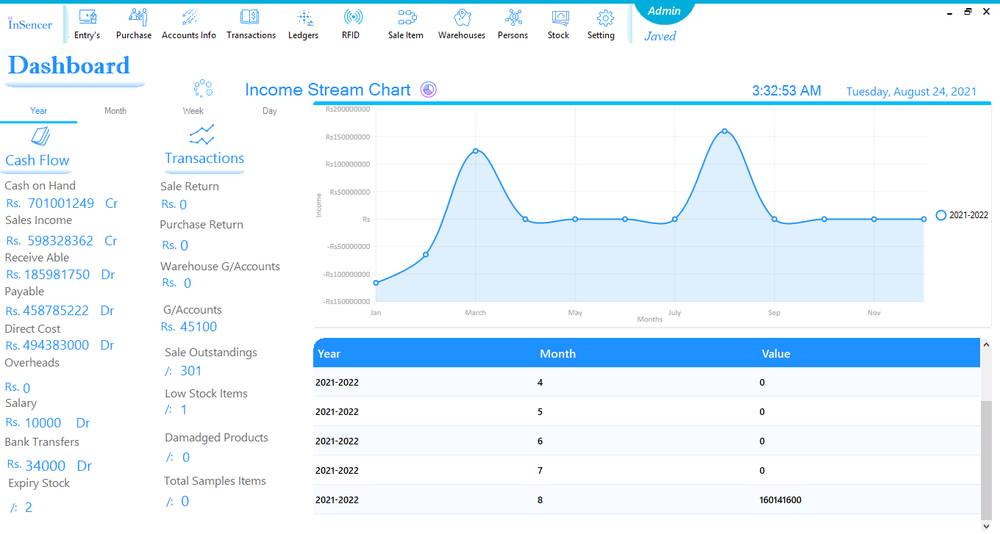 InSencer
Entry's
Purchase
Accounts Info
Transactions
Ledgers
RFID
Sale Item
Warehouses
Persons
Stock
Setting
Admin
Javed
Dashboard
Income Stream Chart
3:32:53 AM
Tuesday, August 24, 2021
Year
Month
Week
Day
Cash Flow
Cash on Hand
Rs. 701001249 Cr
Sales Income
Rs. 598328362 Cr
Receive Able
Rs. 185981750 Dr
Payable
Rs. 458785222 Dr
Direct Cost
Rs. 494383000 Dr
Overheads
Rs. 0
Salary
Rs. 10000 Dr
Bank Transfers
Rs. 34000 Dr
Expiry Stock
/: 2
Transactions
Sale Return
Rs. 0
Purchase Return
Rs. 0
Warehouse G/Accounts
Rs. 0
G/Accounts
Rs. 45100
Sale Outstandings
/: 301
Low Stock Items
/: 1
Damadged Products
/: 0
Total Samples Items
/: 0
Rs200000000
Rs150000000
Rs100000000
Rs50000000
Rs
-Rs50000000
-Rs100000000
-Rs150000000
Income
Jan
March
May
July
Sep
Nov
Months
2021-2022
Year Month Value
2021-2022 4 0
2021-2022 5 0
2021-2022 6 0
2021-2022 7 0
2021-2022 8 160141600